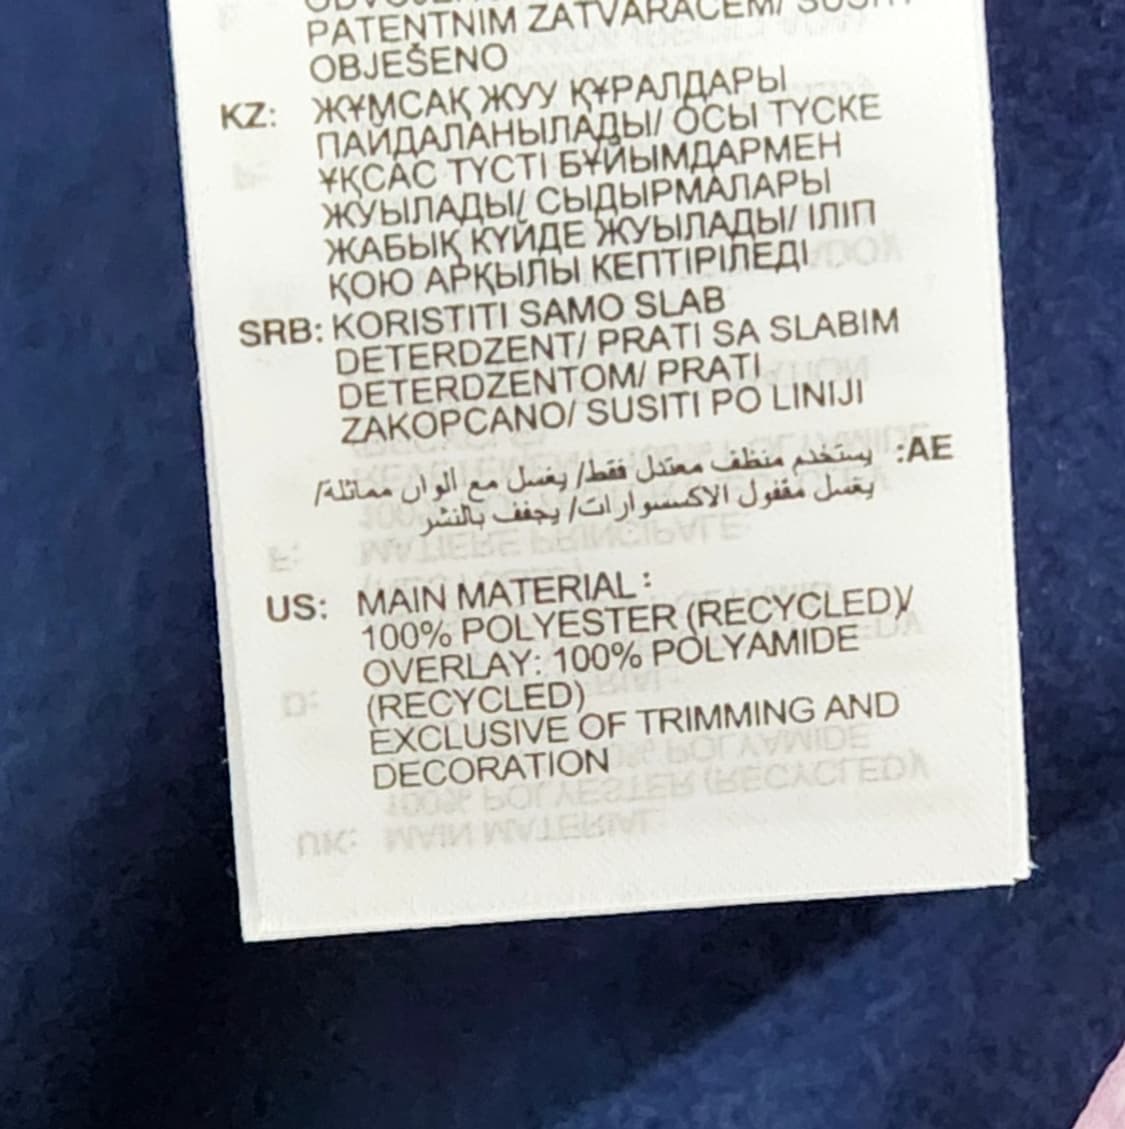 PATENTNIM ZATVARACEM/
OBJEŠENO
KZ: ЖҰМСАҚ ЖУУ ҚҰРАЛДАРЫ
ПАЙДАЛАНЫЛАДЫ/ ОСЫ ТҮСКЕ
ҰҚСАС ТҮСТІ БҰЙЫМДАРМЕН
ЖУЫЛАДЫ/ СЫДЫРМАЛАРЫ
ЖАБЫҚ КҮЙДЕ ЖУЫЛАДЫ/ ІЛІП
ҚОЮ АРҚЫЛЫ КЕПТІРІЛЕДІ
SRB: KORISTITI SAMO SLAB
DETERDZENT/ PRATI SA SLABIM
DETERDZENTOM/ PRATI
ZAKOPCANO/ SUSITI PO LINIJI
AE: يستخدم منظف معتدل فقط/ يغسل مع الوان مماثلة/
يغسل مقفول الاكسسوارات/ يجفف بالنشر
US: MAIN MATERIAL :
100% POLYESTER (RECYCLED)/
OVERLAY: 100% POLYAMIDE
(RECYCLED)
EXCLUSIVE OF TRIMMING AND
DECORATION